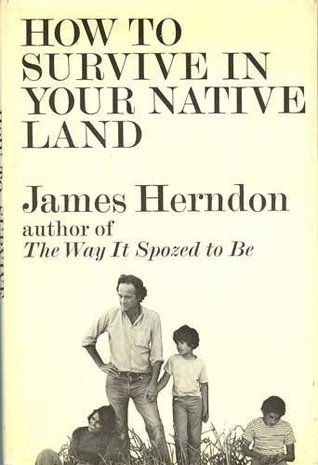 HOW TO
SURVIVE IN
YOUR NATIVE
LAND
James Herndon
author of
The Way It Spozed to Be